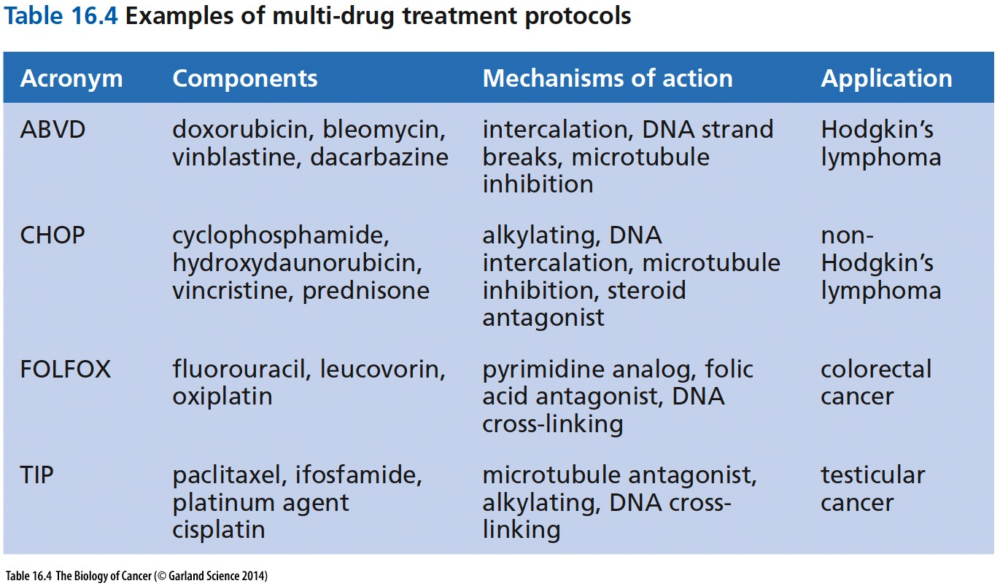 Table 16.4 Examples of multi-drug treatment protocols
Acronym Components Mechanisms of action Application
ABVD doxorubicin, bleomycin, intercalation, DNA strand Hodgkin’s
vinblastine, dacarbazine breaks, microtubule lymphoma
inhibition
CHOP cyclophosphamide, alkylating, DNA non-
hydroxydaunorubicin, intercalation, microtubule Hodgkin’s
vincristine, prednisone inhibition, steroid lymphoma
antagonist
FOLFOX fluorouracil, leucovorin, pyrimidine analog, folic colorectal
oxiplatin acid antagonist, DNA cancer
cross-linking
TIP paclitaxel, ifosfamide, microtubule antagonist, testicular
platinum agent alkylating, DNA cross- cancer
cisplatin linking
Table 16.4 The Biology of Cancer (© Garland Science 2014)